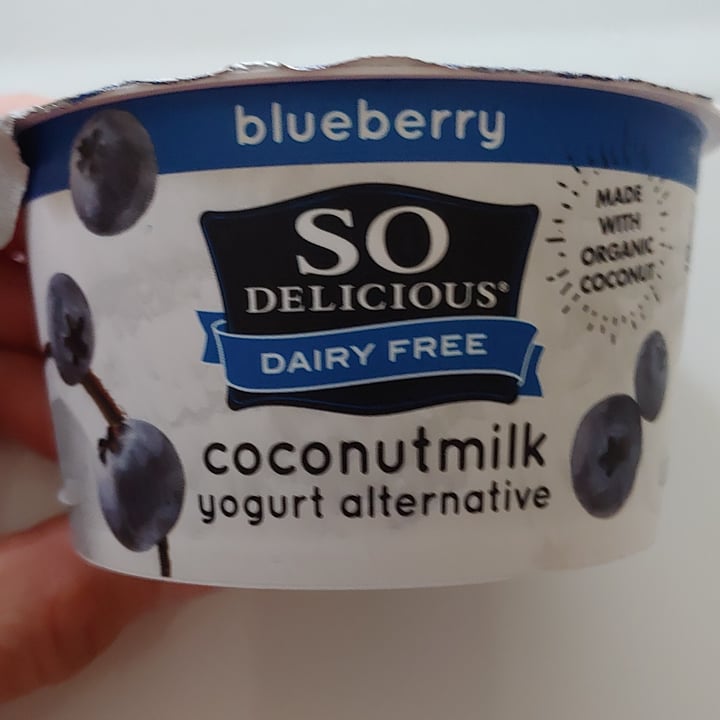 blueberry
SO
DELICIOUS®
DAIRY FREE
coconutmilk
yogurt alternative
MADE
WITH
ORGANIC
COCONUT